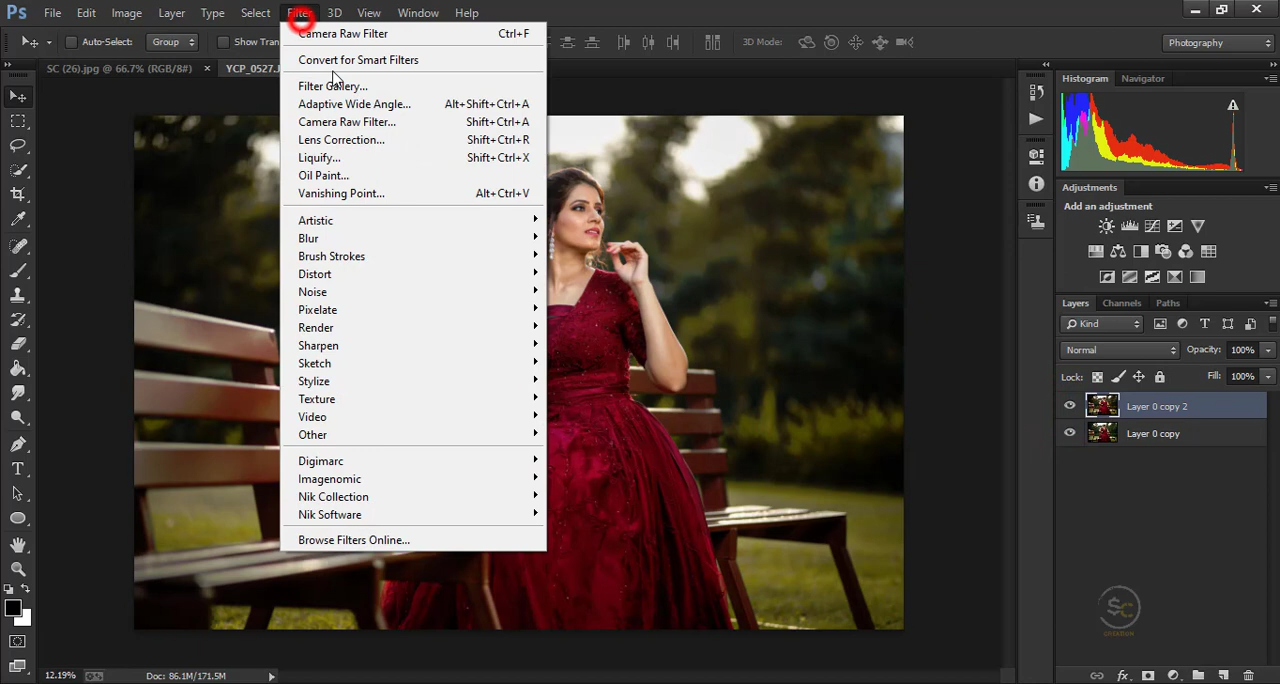 Ps File Edit Image Layer Type Select Filter 3D View Window Help
Auto-Select: Group Show Tran 3D Mode: Photography
SC (26).jpg @ 66.7% (RGB/8#) × YCP_0527.J
Camera Raw Filter Ctrl+F
Convert for Smart Filters
Filter Gallery...
Adaptive Wide Angle... Alt+Shift+Ctrl+A
Camera Raw Filter... Shift+Ctrl+A
Lens Correction... Shift+Ctrl+R
Liquify... Shift+Ctrl+X
Oil Paint...
Vanishing Point... Alt+Ctrl+V
Artistic
Blur
Brush Strokes
Distort
Noise
Pixelate
Render
Sharpen
Sketch
Stylize
Texture
Video
Other
Digimarc
Imagenomic
Nik Collection
Nik Software
Browse Filters Online...
Histogram Navigator
Adjustments
Add an adjustment
Layers Channels Paths
Kind
Normal Opacity: 100%
Lock: Fill: 100%
Layer 0 copy 2
Layer 0 copy
SC
CREATION
12.19% Doc: 86.1M/171.5M